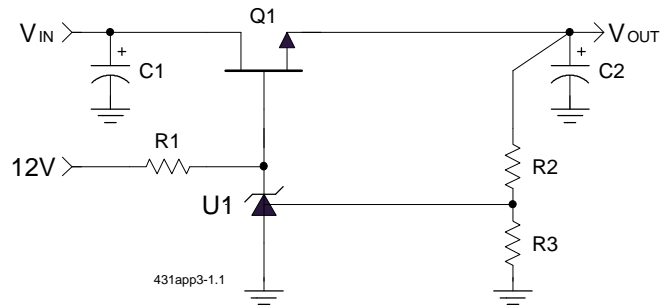 Q1
VIN
VOUT
+
C1
+
C2
R1
12V
R2
U1
R3
431app3-1.1